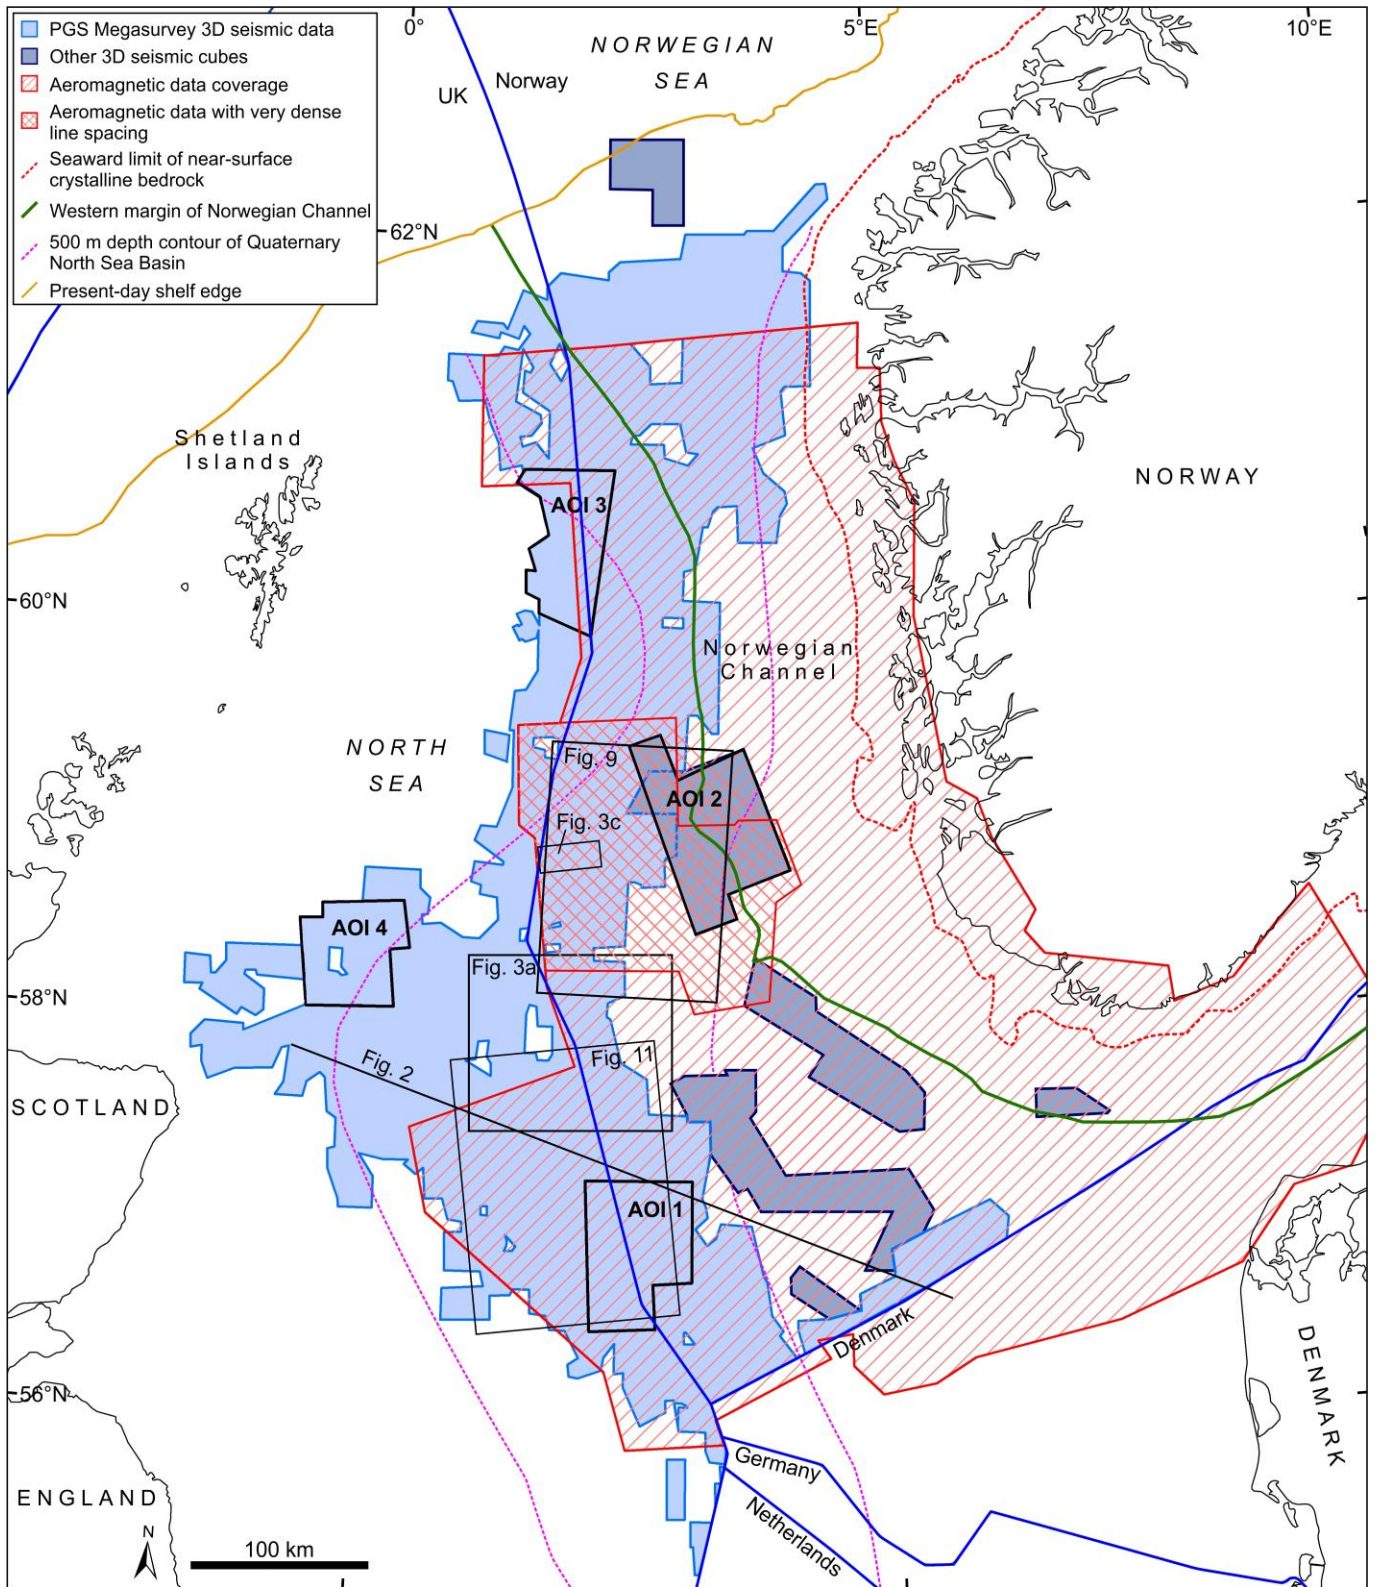 0°
5°E
10°E
PGS Megasurvey 3D seismic data
Other 3D seismic cubes
Aeromagnetic data coverage
Aeromagnetic data with very dense
line spacing
Seaward limit of near-surface
crystalline bedrock
Western margin of Norwegian Channel
500 m depth contour of Quaternary
North Sea Basin
Present-day shelf edge
NORWEGIAN
SEA
UK
Norway
62°N
Shetland
Islands
NORWAY
AOI 3
60°N
Norwegian
Channel
NORTH
SEA
Fig. 9
AOI 2
Fig. 3c
AOI 4
Fig. 3a
58°N
Fig. 11
Fig. 2
SCOTLAND
AOI 1
Denmark
DENMARK
56°N
Germany
Netherlands
ENGLAND
N
100 km